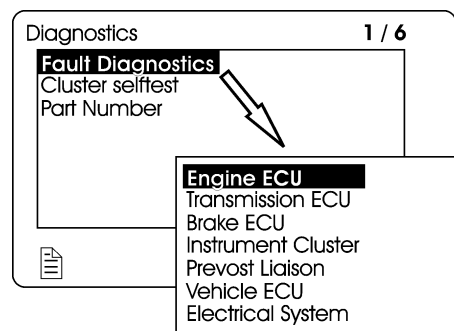 Diagnostics 1 / 6
Fault Diagnostics
Cluster selftest
Part Number
Engine ECU
Transmission ECU
Brake ECU
Instrument Cluster
Prevost Liaison
Vehicle ECU
Electrical System